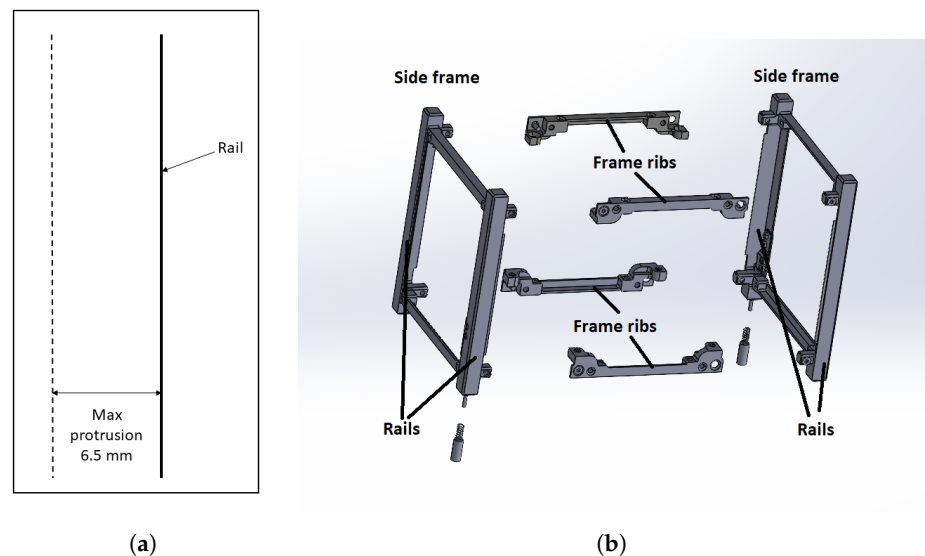 Rail
Max
protrusion
6.5 mm
(a)
Side frame
Side frame
Frame ribs
Frame ribs
Rails
Rails
(b)